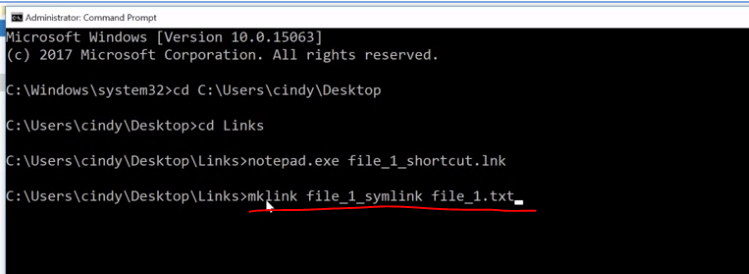 Administrator: Command Prompt
Microsoft Windows [Version 10.0.15063]
(c) 2017 Microsoft Corporation. All rights reserved.
C:\Windows\system32>cd C:\Users\cindy\Desktop
C:\Users\cindy\Desktop>cd Links
C:\Users\cindy\Desktop\Links>notepad.exe file_1_shortcut.lnk
C:\Users\cindy\Desktop\Links>mklink file_1_symlink file_1.txt